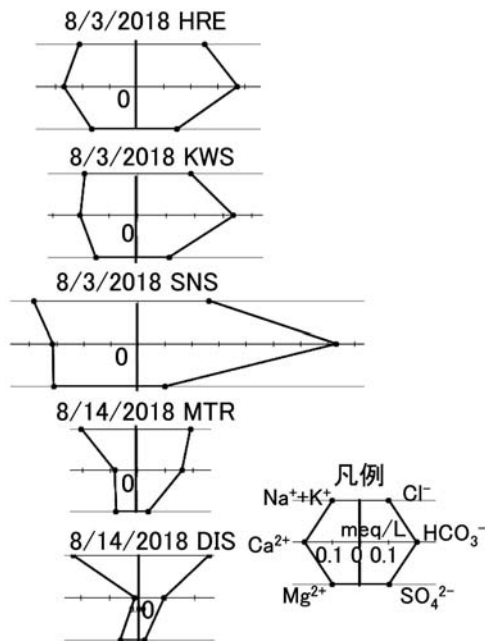 8/3/2018 HRE
0
8/3/2018 KWS
0
8/3/2018 SNS
0
8/14/2018 MTR
0
8/14/2018 DIS
0
凡例
Na⁺+K⁺ Cl⁻
meq/L
Ca²⁺ HCO₃⁻
0.1 0 0.1
Mg²⁺ SO₄²⁻